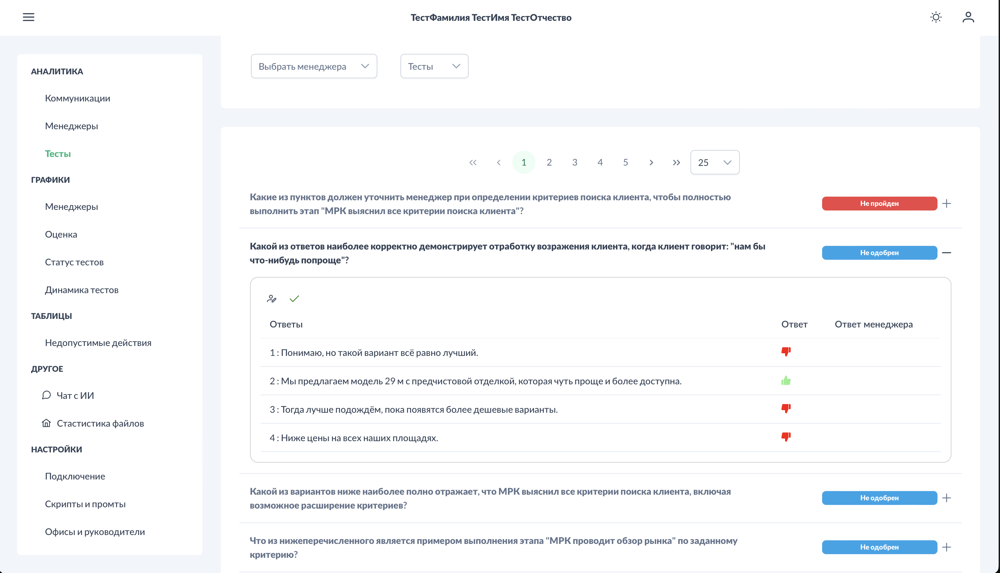 ТестФамилия ТестИмя ТестОтчество
АНАЛИТИКА
Коммуникации
Менеджеры
Тесты
ГРАФИКИ
Менеджеры
Оценка
Статус тестов
Динамика тестов
ТАБЛИЦЫ
Недопустимые действия
ДРУГОЕ
Чат с ИИ
Стастистика файлов
НАСТРОЙКИ
Подключение
Скрипты и промты
Офисы и руководители
Выбрать менеджера
Тесты
1 2 3 4 5 25
Какие из пунктов должен уточнить менеджер при определении критериев поиска клиента, чтобы полностью
выполнить этап "МРК выяснил все критерии поиска клиента"?
Не пройден
Какой из ответов наиболее корректно демонстрирует отработку возражения клиента, когда клиент говорит: "нам бы
что-нибудь попроще"?
Не одобрен
Ответы Ответ Ответ менеджера
1 : Понимаю, но такой вариант всё равно лучший.
2 : Мы предлагаем модель 29 м с предчистовой отделкой, которая чуть проще и более доступна.
3 : Тогда лучше подождём, пока появятся более дешевые варианты.
4 : Ниже цены на всех наших площадях.
Какой из вариантов ниже наиболее полно отражает, что МРК выяснил все критерии поиска клиента, включая
возможное расширение критериев?
Не одобрен
Что из нижеперечисленного является примером выполнения этапа "МРК проводит обзор рынка" по заданному
критерию?
Не одобрен